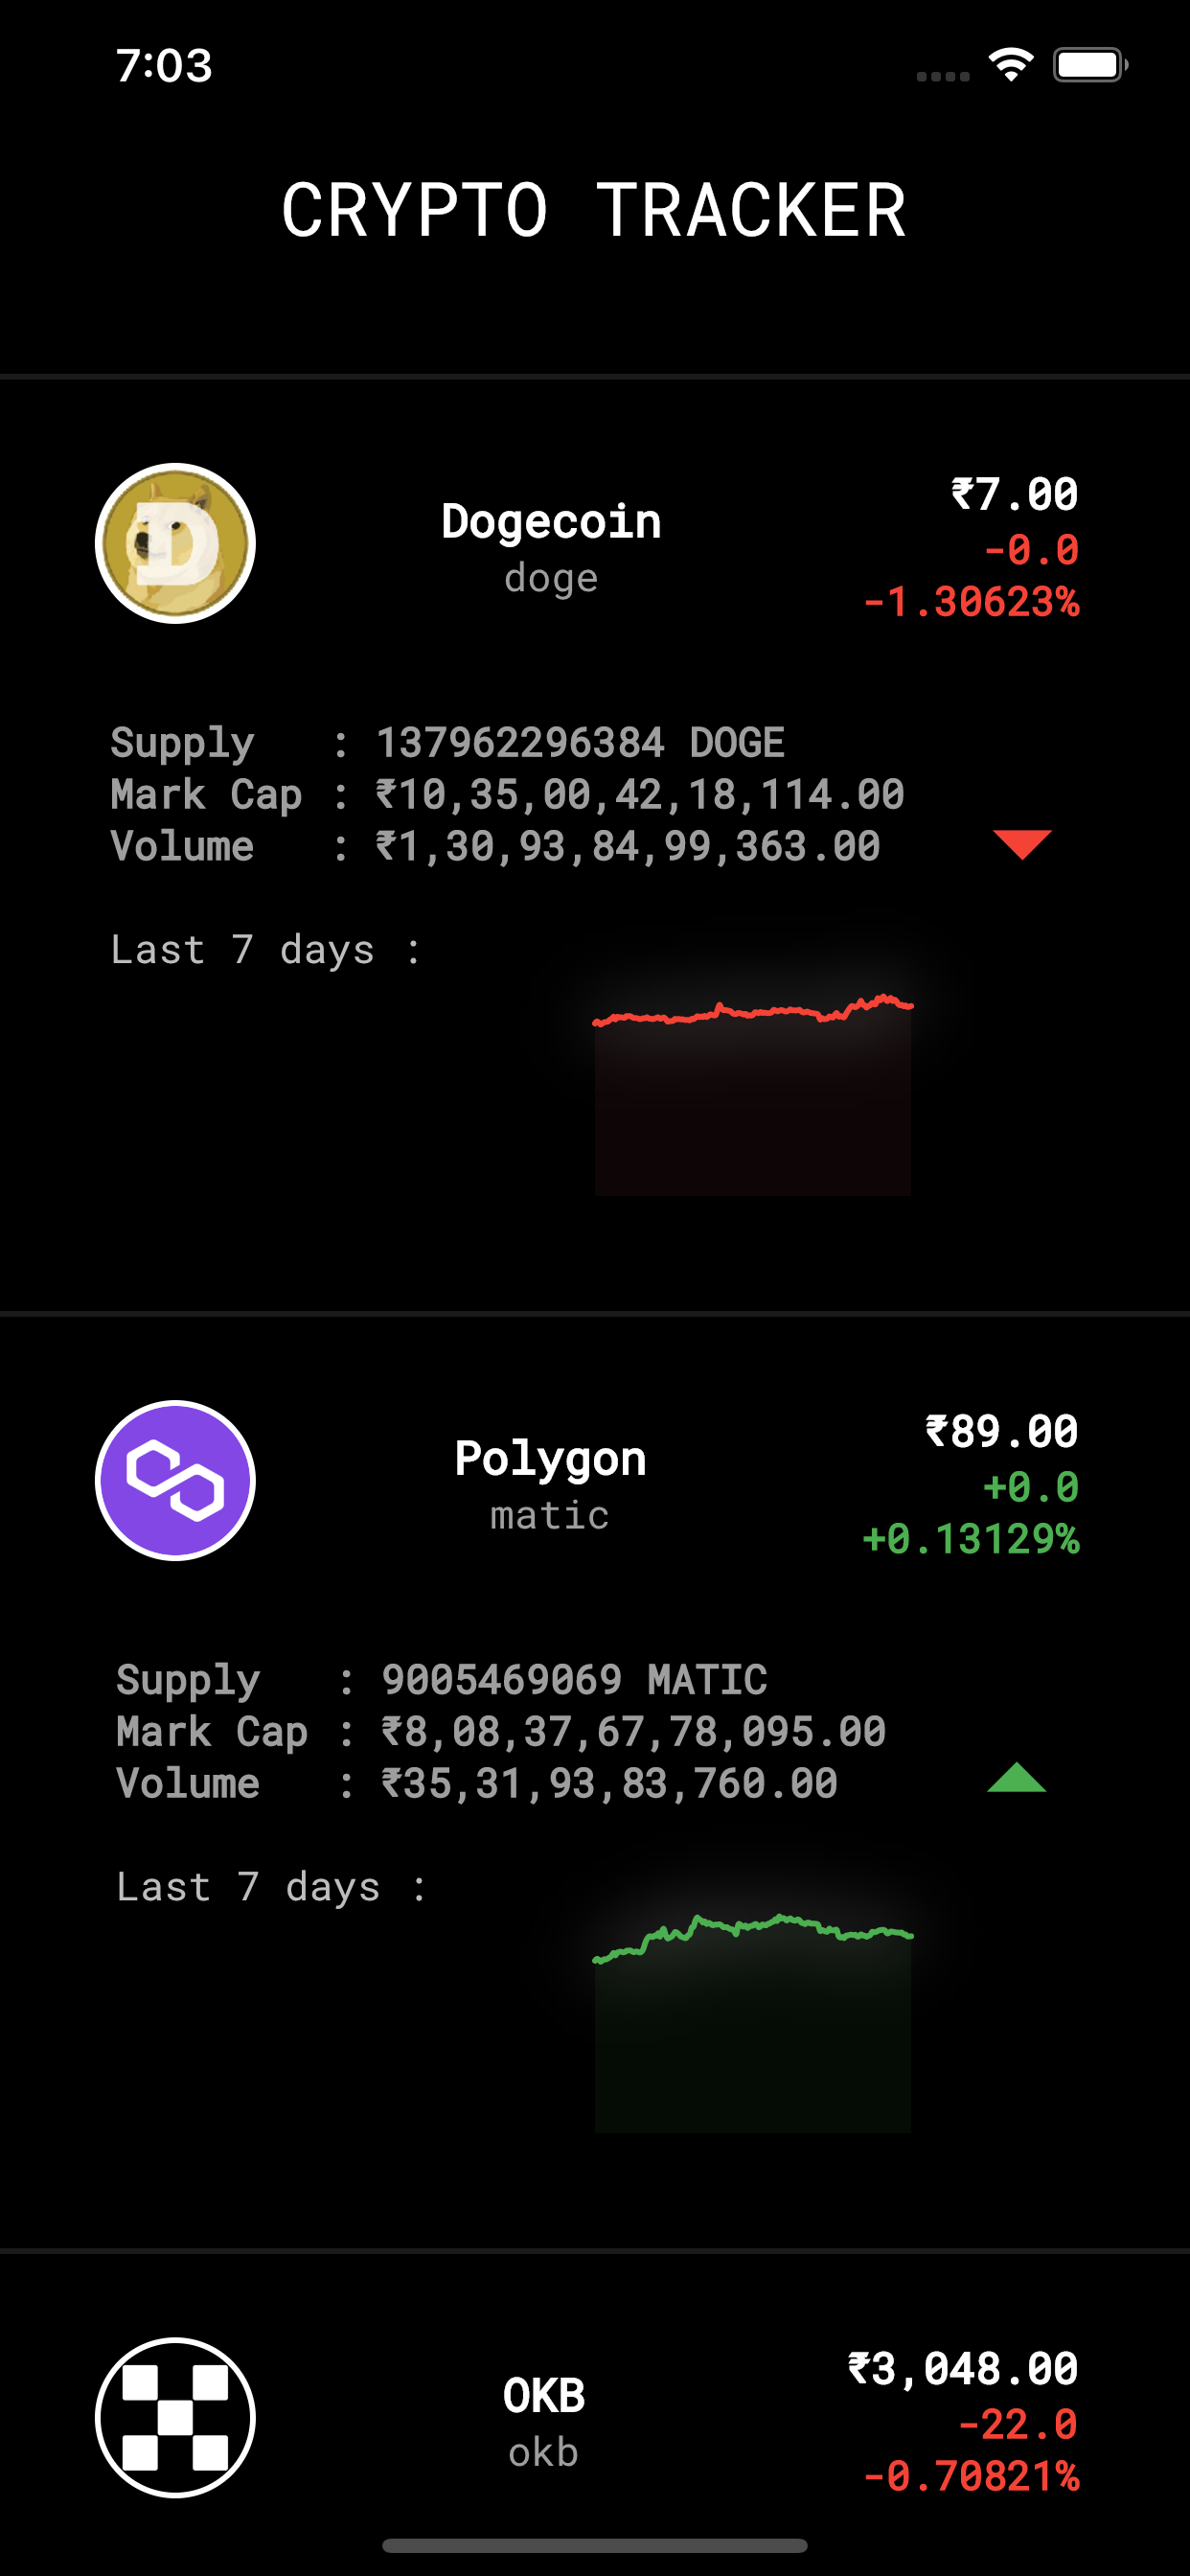 7:03
CRYPTO TRACKER
Dogecoin
doge
₹7.00
-0.0
-1.30623%
Supply : 137962296384 DOGE
Mark Cap : ₹10,35,00,42,18,114.00
Volume : ₹1,30,93,84,99,363.00
Last 7 days :
Polygon
matic
₹89.00
+0.0
+0.13129%
Supply : 9005469069 MATIC
Mark Cap : ₹8,08,37,67,78,095.00
Volume : ₹35,31,93,83,760.00
Last 7 days :
OKB
okb
₹3,048.00
-22.0
-0.70821%